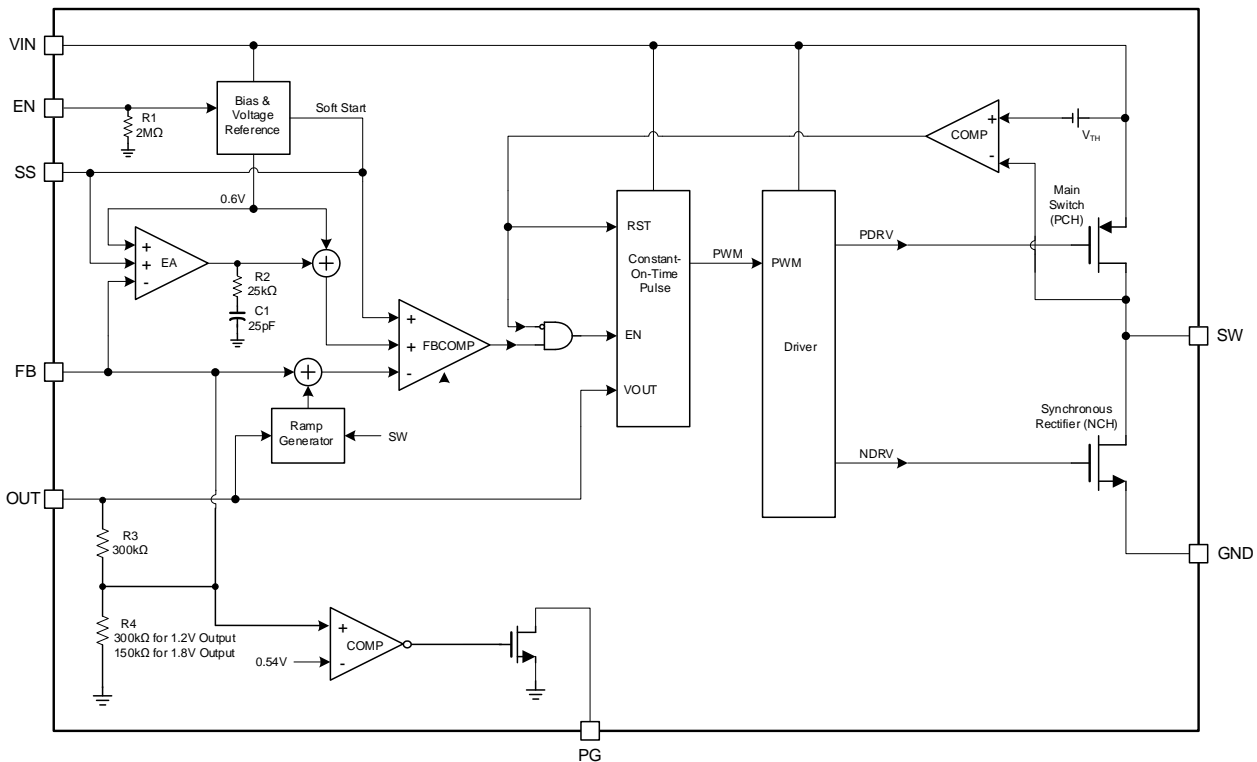 VIN
EN
R1
2MΩ
Bias &
Voltage
Reference
Soft Start
SS
0.6V
+
+
-
EA
R2
25kΩ
C1
25pF
+
FB
+
+
-
FBCOMP
+
Ramp
Generator
SW
OUT
R3
300kΩ
R4
300kΩ for 1.2V Output
150kΩ for 1.8V Output
+
-
COMP
0.54V
PG
RST
Constant-
On-Time
Pulse
EN
VOUT
PWM
PWM
Driver
PDRV
NDRV
COMP
+
-
VTH
Main
Switch
(PCH)
Synchronous
Rectifier (NCH)
SW
GND